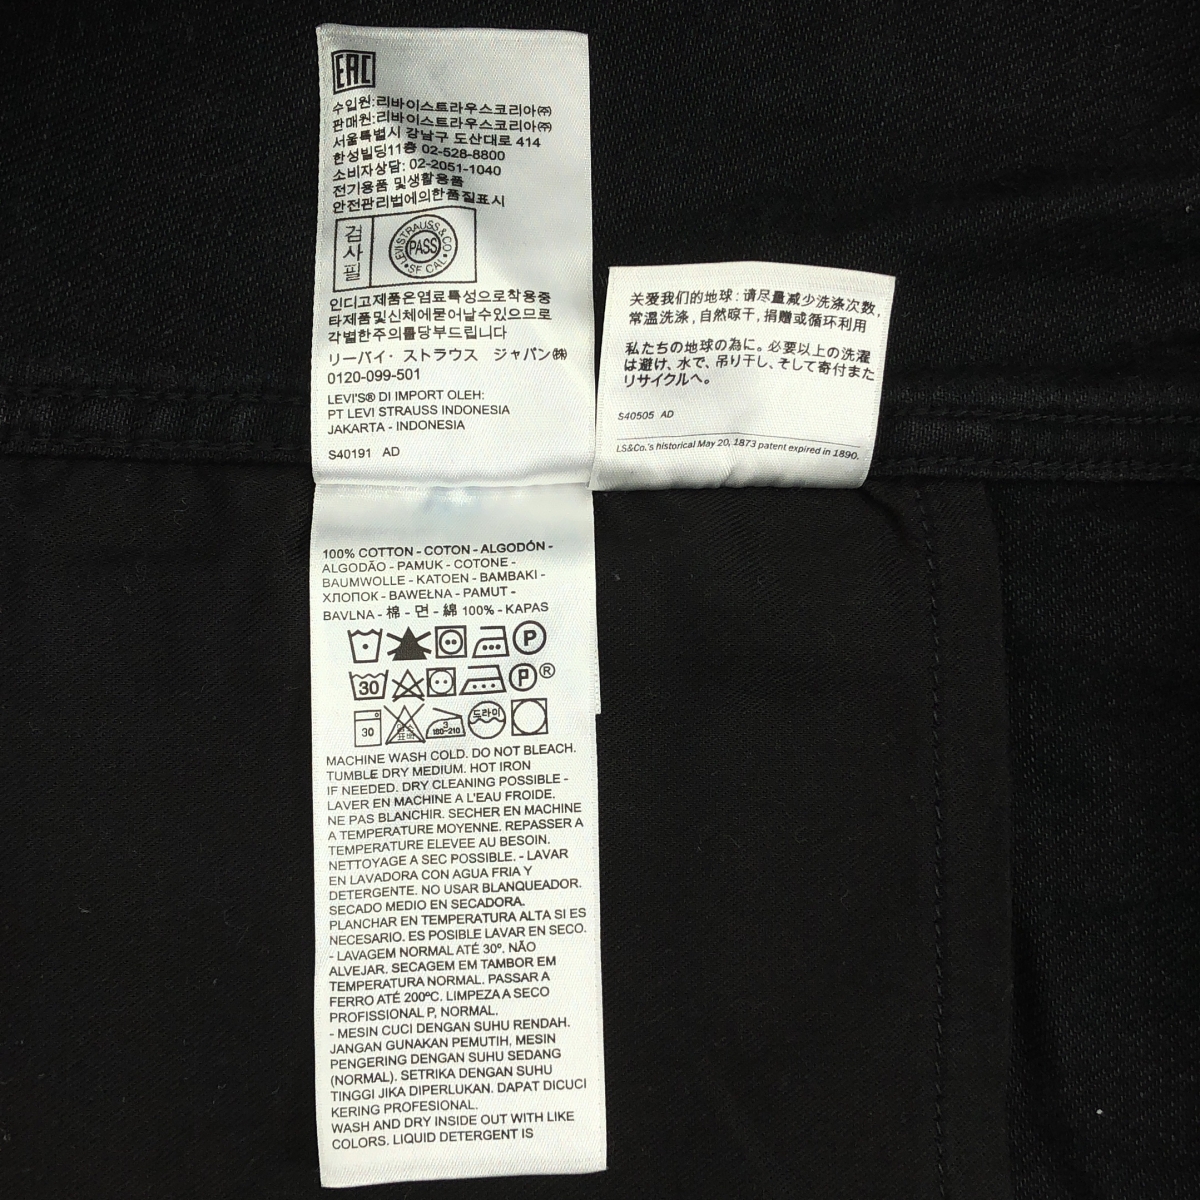 EAC
수입원:리바이스트라우스코리아㈜
판매원:리바이스트라우스코리아㈜
서울특별시 강남구 도산대로 414
한성빌딩11층 02-528-8800
소비자상담: 02-2051-1040
전기용품 및생활용품
안전관리법에의한품질표시
검사필
LEVI STRAUSS & CO
PASS
SF CAL
인디고제품은염료특성으로착용중
타제품및신체에묻어날수있으므로
각별한주의를당부드립니다
リーバイ・ストラウス ジャパン㈱
0120-099-501
LEVI'S® DI IMPORT OLEH:
PT LEVI STRAUSS INDONESIA
JAKARTA - INDONESIA
S40191 AD
关爱我们的地球: 请尽量减少洗涤次数,
常温洗涤, 自然晾干, 捐赠或循环利用
私たちの地球の為に。必要以上の洗濯
は避け、水で、吊り干し、そして寄付また
リサイクルへ。
S40505 AD
LS&Co.'s historical May 20, 1873 patent expired in 1890.
100% COTTON - COTON - ALGODÓN -
ALGODÃO - PAMUK - COTONE -
BAUMWOLLE - KATOEN - BAMBAKI -
ХЛОПОК - BAWEŁNA - PAMUT -
BAVLNA - 棉 - 면 - 綿 100% - KAPAS
P
30 P ®
30 3 180-210 드라이
MACHINE WASH COLD. DO NOT BLEACH.
TUMBLE DRY MEDIUM. HOT IRON
IF NEEDED. DRY CLEANING POSSIBLE -
LAVER EN MACHINE A L'EAU FROIDE.
NE PAS BLANCHIR. SECHER EN MACHINE
A TEMPERATURE MOYENNE. REPASSER A
TEMPERATURE ELEVEE AU BESOIN.
NETTOYAGE A SEC POSSIBLE. - LAVAR
EN LAVADORA CON AGUA FRIA Y
DETERGENTE. NO USAR BLANQUEADOR.
SECADO MEDIO EN SECADORA.
PLANCHAR EN TEMPERATURA ALTA SI ES
NECESARIO. ES POSIBLE LAVAR EN SECO.
- LAVAGEM NORMAL ATÉ 30º. NÃO
ALVEJAR. SECAGEM EM TAMBOR EM
TEMPERATURA NORMAL. PASSAR A
FERRO ATÉ 200ºC. LIMPEZA A SECO
PROFISSIONAL P, NORMAL.
- MESIN CUCI DENGAN SUHU RENDAH.
JANGAN GUNAKAN PEMUTIH, MESIN
PENGERING DENGAN SUHU SEDANG
(NORMAL). SETRIKA DENGAN SUHU
TINGGI JIKA DIPERLUKAN. DAPAT DICUCI
KERING PROFESIONAL.
WASH AND DRY INSIDE OUT WITH LIKE
COLORS. LIQUID DETERGENT IS